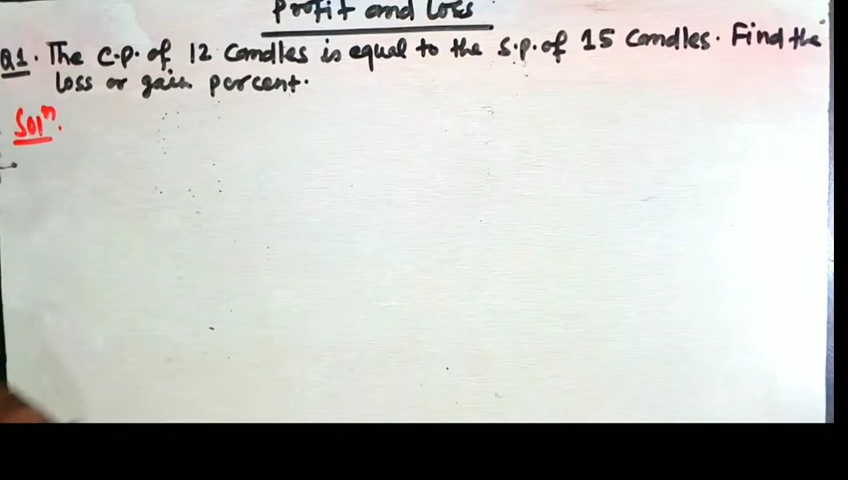 Profit and Loss
Q1. The C.P. of 12 Candles is equal to the S.P. of 15 Candles. Find the
loss or gain percent.
Solⁿ.